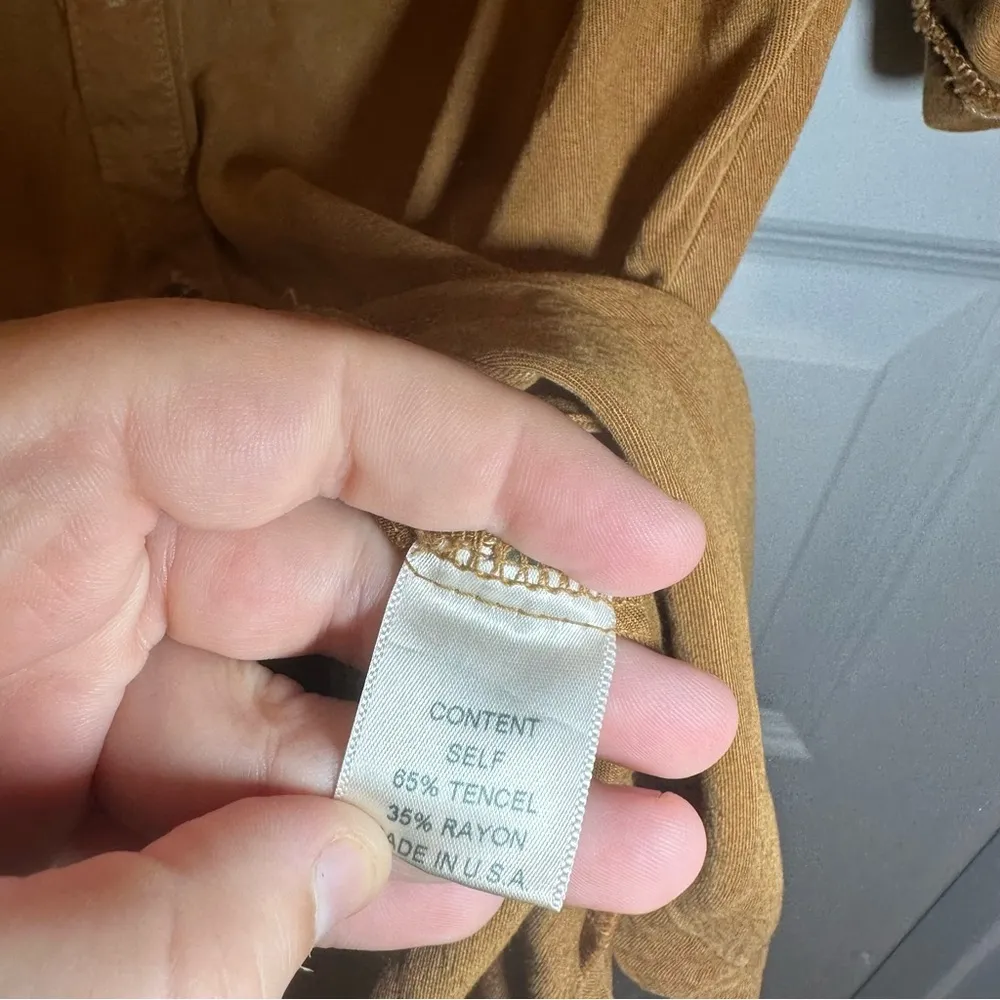 CONTENT
SELF
65% TENCEL
35% RAYON
ADE IN U.S.A.